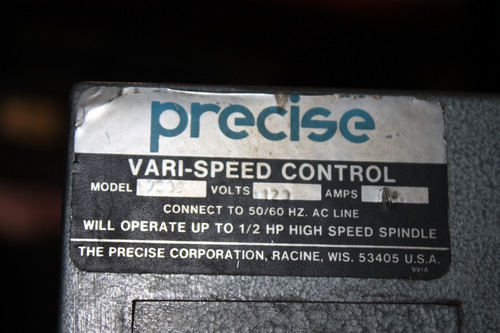 precise
VARI-SPEED CONTROL
MODEL VOLTS AMPS
CONNECT TO 50/60 HZ. AC LINE
WILL OPERATE UP TO 1/2 HP HIGH SPEED SPINDLE
THE PRECISE CORPORATION, RACINE, WIS. 53405 U.S.A.
991A